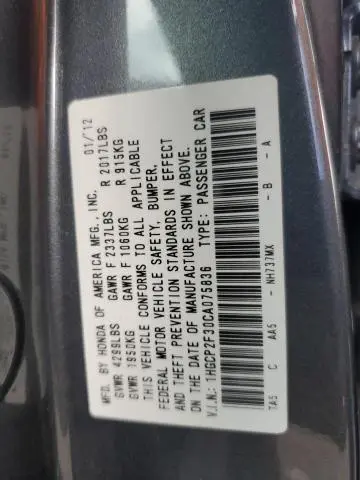 MFD. BY HONDA OF AMERICA MFG., INC. 01/12
GVWR 4299LBS GAWR F 2337LBS R 2017LBS
GVWR 1950KG GAWR F 1060KG R 915KG
THIS VEHICLE CONFORMS TO ALL APPLICABLE
FEDERAL MOTOR VEHICLE SAFETY, BUMPER,
AND THEFT PREVENTION STANDARDS IN EFFECT
ON THE DATE OF MANUFACTURE SHOWN ABOVE.
V.I.N.: 1HGCP2F30CA075836 TYPE: PASSENGER CAR
TA5 C AA5 - NH737MX - B - A